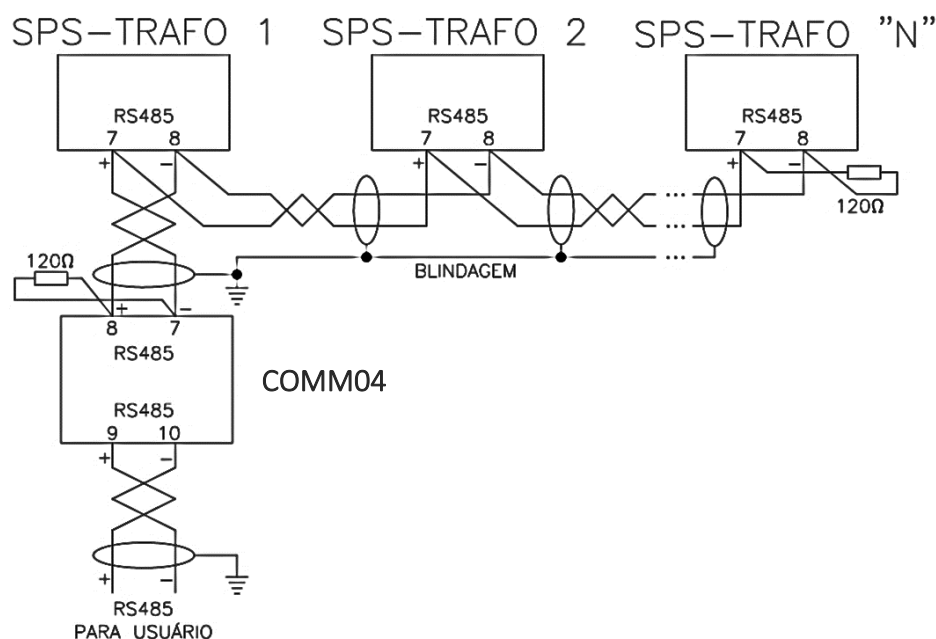 SPS-TRAFO 1 SPS-TRAFO 2 SPS-TRAFO "N"
RS485 RS485 RS485
7 8 7 8 7 8
+ − + − + −
120Ω
BLINDAGEM
... ...
120Ω
+ −
8 7
RS485
COMM04
RS485
9 10
+ −
+ −
RS485
PARA USUÁRIO